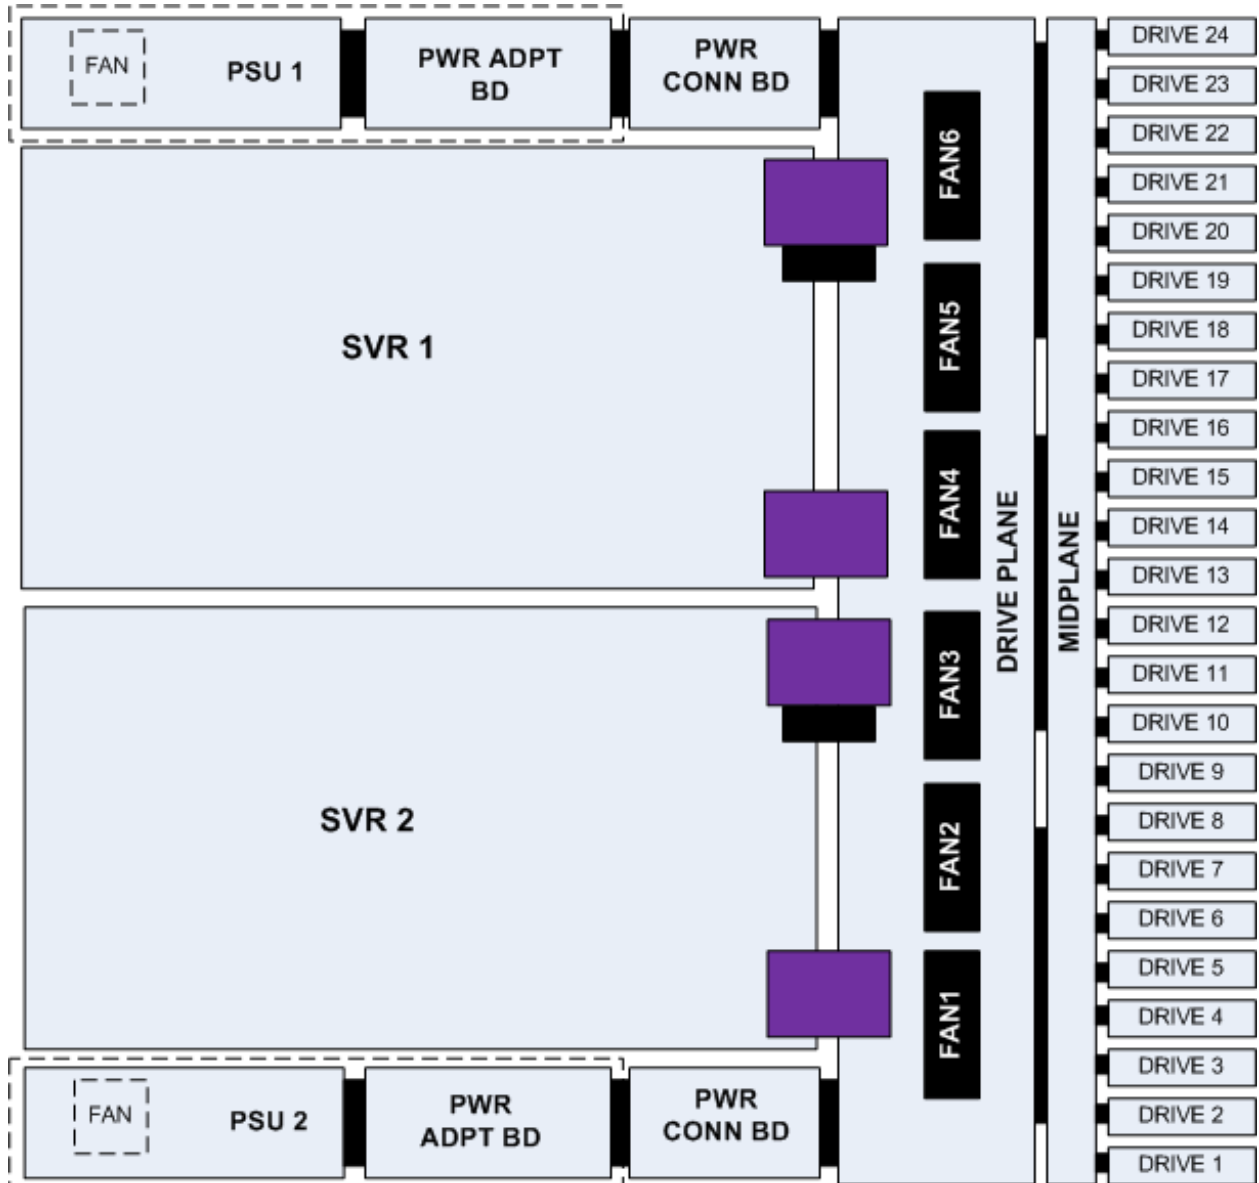 FAN
PSU 1
PWR ADPT
BD
PWR
CONN BD
SVR 1
SVR 2
FAN
PSU 2
PWR
ADPT BD
PWR
CONN BD
FAN6
FAN5
FAN4
FAN3
FAN2
FAN1
DRIVE PLANE
MIDPLANE
DRIVE 24
DRIVE 23
DRIVE 22
DRIVE 21
DRIVE 20
DRIVE 19
DRIVE 18
DRIVE 17
DRIVE 16
DRIVE 15
DRIVE 14
DRIVE 13
DRIVE 12
DRIVE 11
DRIVE 10
DRIVE 9
DRIVE 8
DRIVE 7
DRIVE 6
DRIVE 5
DRIVE 4
DRIVE 3
DRIVE 2
DRIVE 1